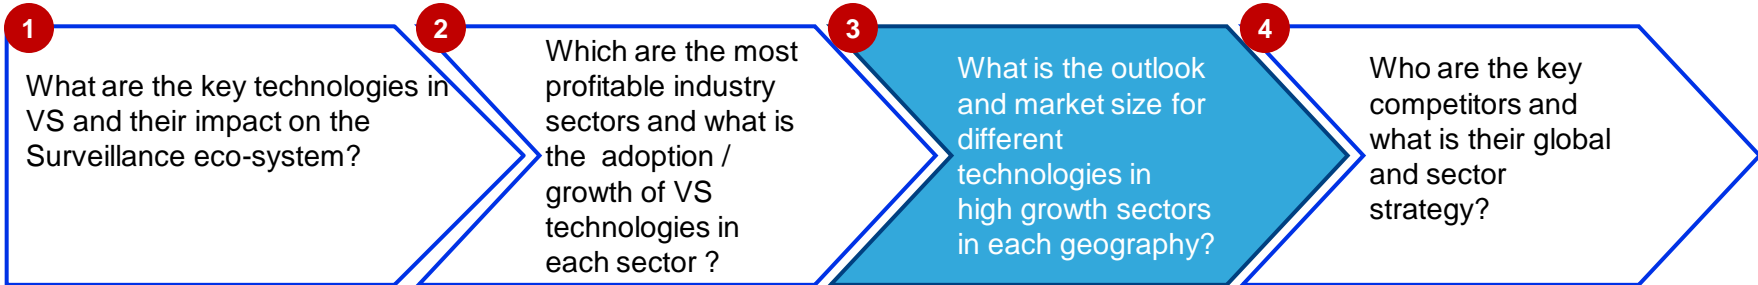 1
What are the key technologies in
VS and their impact on the
Surveillance eco-system?
2
Which are the most
profitable industry
sectors and what is
the  adoption /
growth of VS
technologies in
each sector ?
3
What is the outlook
and market size for
different
technologies in
high growth sectors
in each geography?
4
Who are the key
competitors and
what is their global
and sector
strategy?